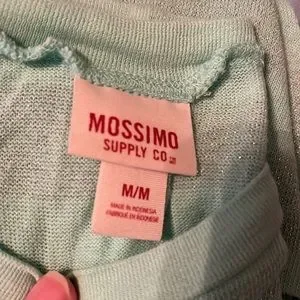 MOSSIMO
SUPPLY CO
M/M
MADE IN INDONESIA
FABRIQUÉ EN INDONÉSIE